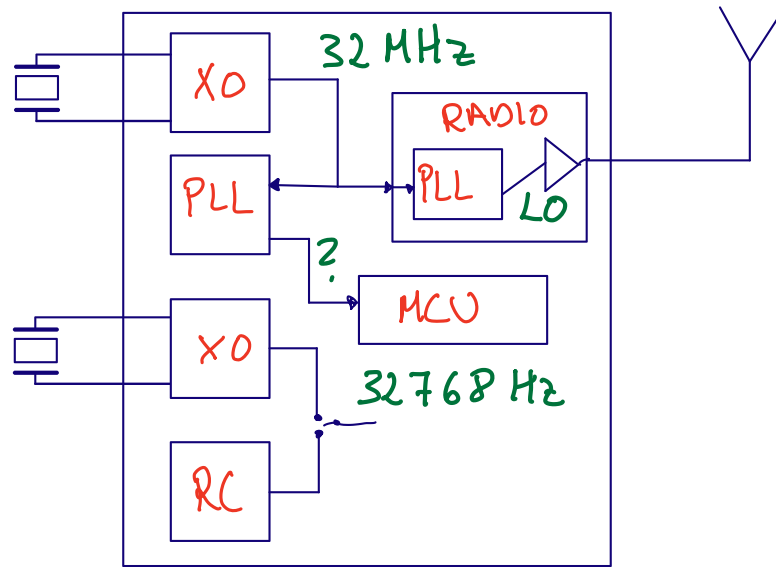 XO
32 MHz
RADIO
PLL
LO
PLL
?
MCU
XO
32768 Hz
RC